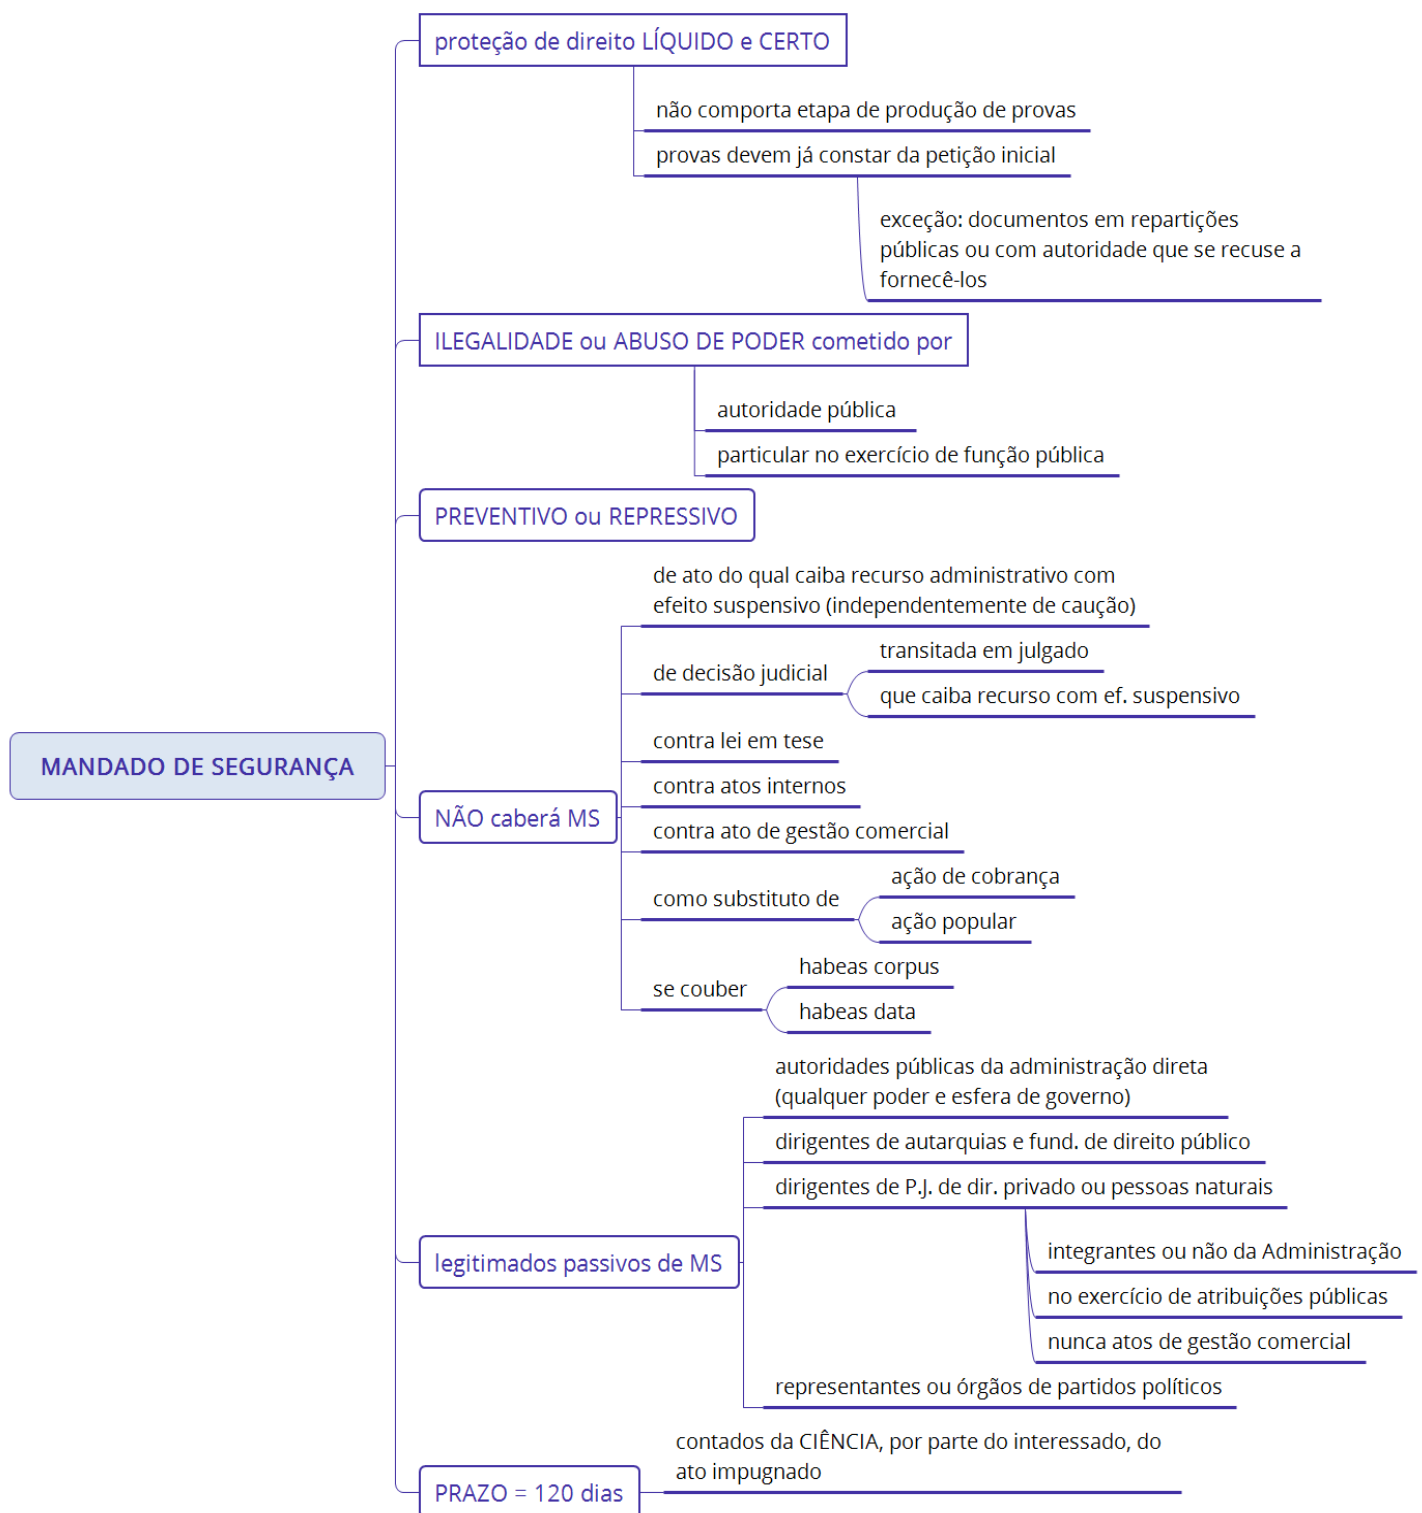 proteção de direito LÍQUIDO e CERTO
não comporta etapa de produção de provas
provas devem já constar da petição inicial
exceção: documentos em repartições
públicas ou com autoridade que se recuse a
fornecê-los
ILEGALIDADE ou ABUSO DE PODER cometido por
autoridade pública
particular no exercício de função pública
PREVENTIVO ou REPRESSIVO
MANDADO DE SEGURANÇA
NÃO caberá MS
de ato do qual caiba recurso administrativo com
efeito suspensivo (independentemente de caução)
de decisão judicial
transitada em julgado
que caiba recurso com ef. suspensivo
contra lei em tese
contra atos internos
contra ato de gestão comercial
como substituto de
ação de cobrança
ação popular
se couber
habeas corpus
habeas data
legitimados passivos de MS
autoridades públicas da administração direta
(qualquer poder e esfera de governo)
dirigentes de autarquias e fund. de direito público
dirigentes de P.J. de dir. privado ou pessoas naturais
integrantes ou não da Administração
no exercício de atribuições públicas
nunca atos de gestão comercial
representantes ou órgãos de partidos políticos
PRAZO = 120 dias
contados da CIÊNCIA, por parte do interessado, do
ato impugnado